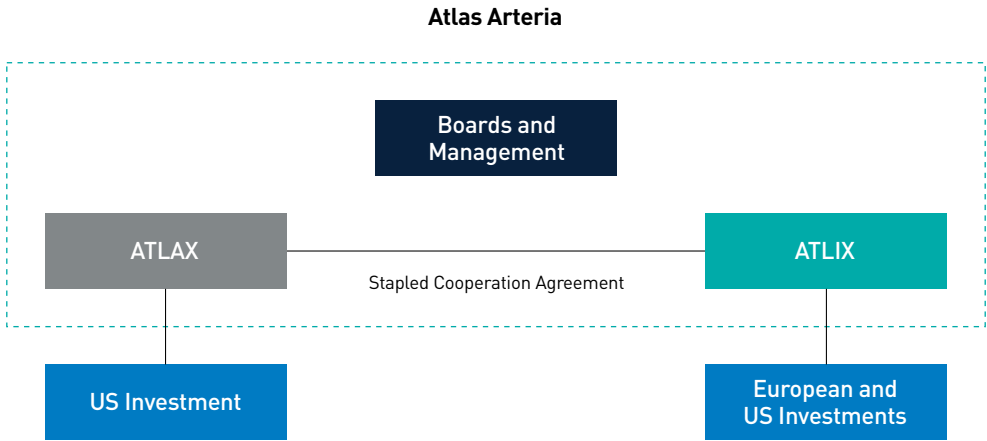 Atlas Arteria
Boards and
Management
ATLAX
ATLIX
Stapled Cooperation Agreement
US Investment
European and
US Investments